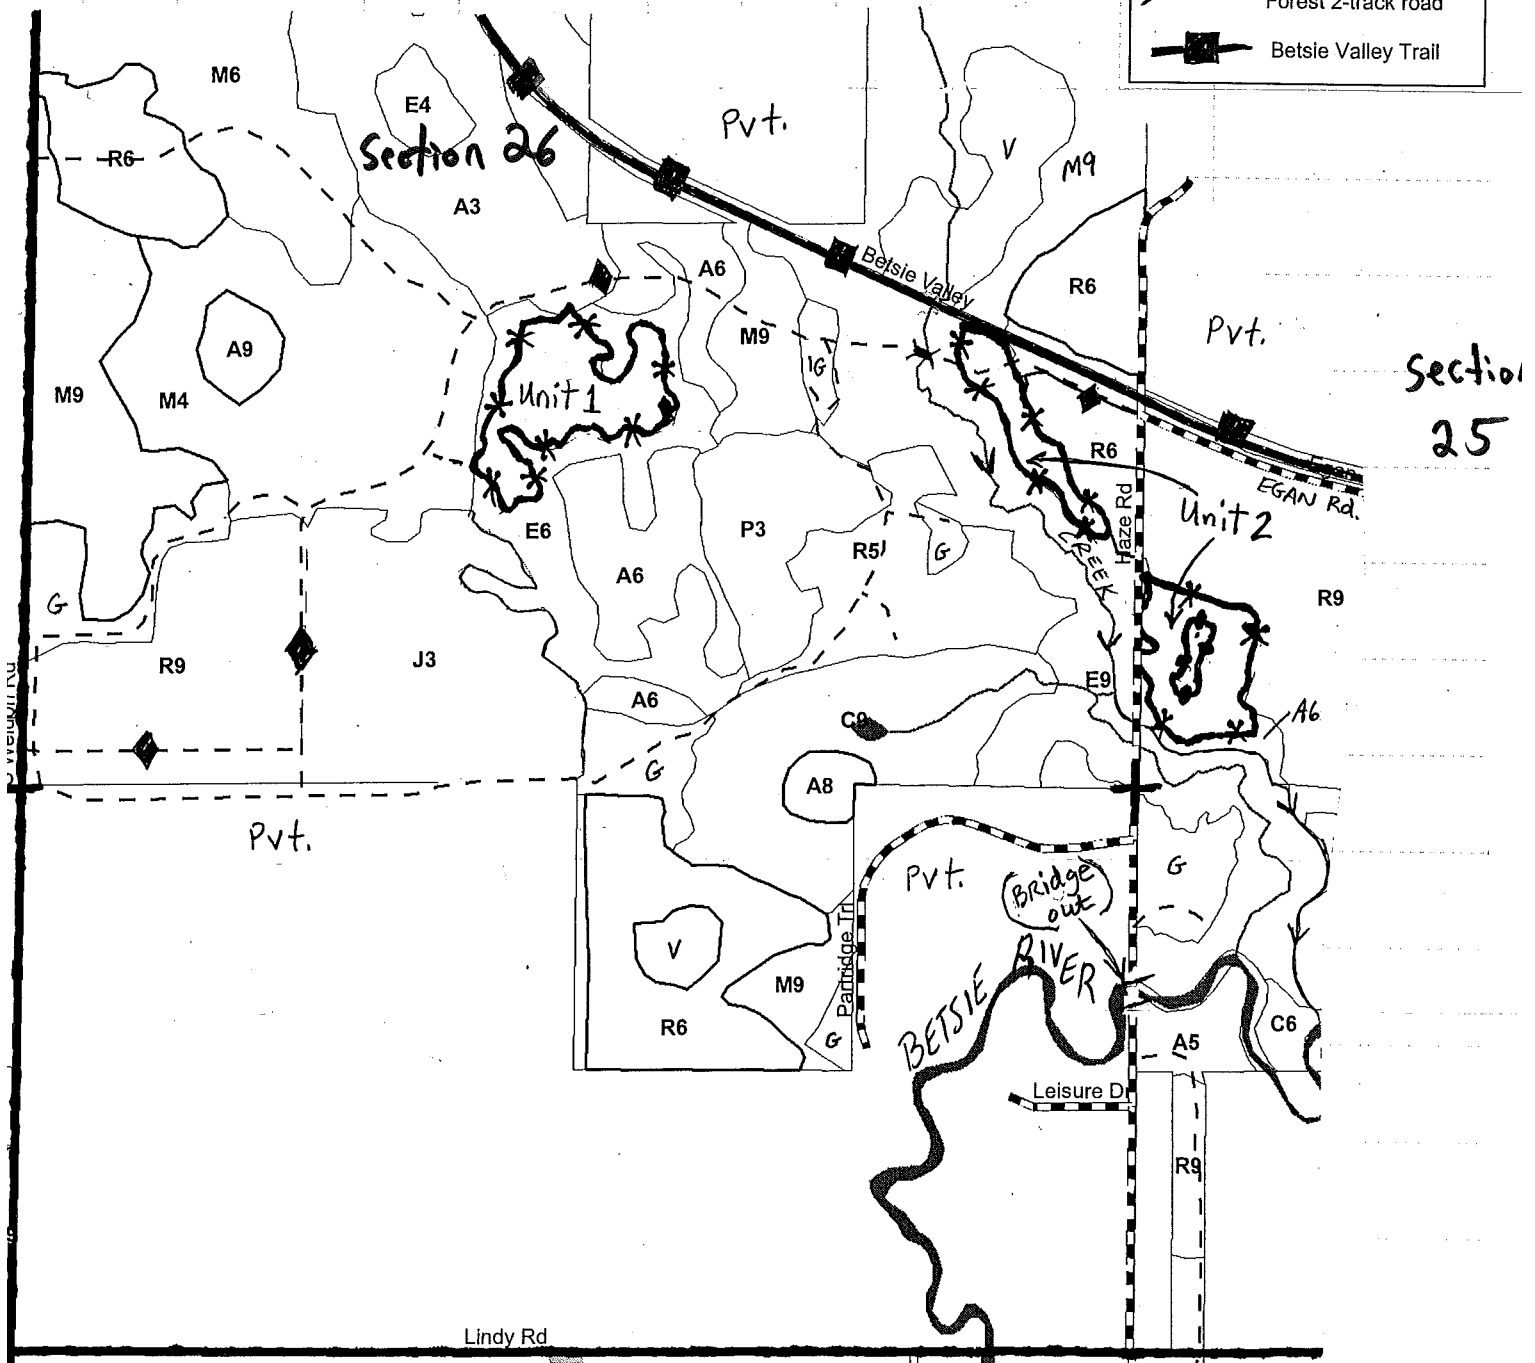 Forest 2-track road
Betsie Valley Trail
M6
E4
Pvt.
V
M9
R6
Section 26
A3
A6
Betsie Valley
R6
Pvt.
A9
M9
M4
Unit 1
M9
IG
Section
25
R6
EGAN Rd.
Unit 2
E6
A6
P3
R5
G
CREEK
Haze Rd
R9
G
R9
J3
A6
C9
E9
A6
G
A8
Pvt.
Pvt.
Bridge
out
G
V
M9
R6
G
Partridge Trl
BETSIE RIVER
A5
C6
Leisure Dr
R9
Lindy Rd